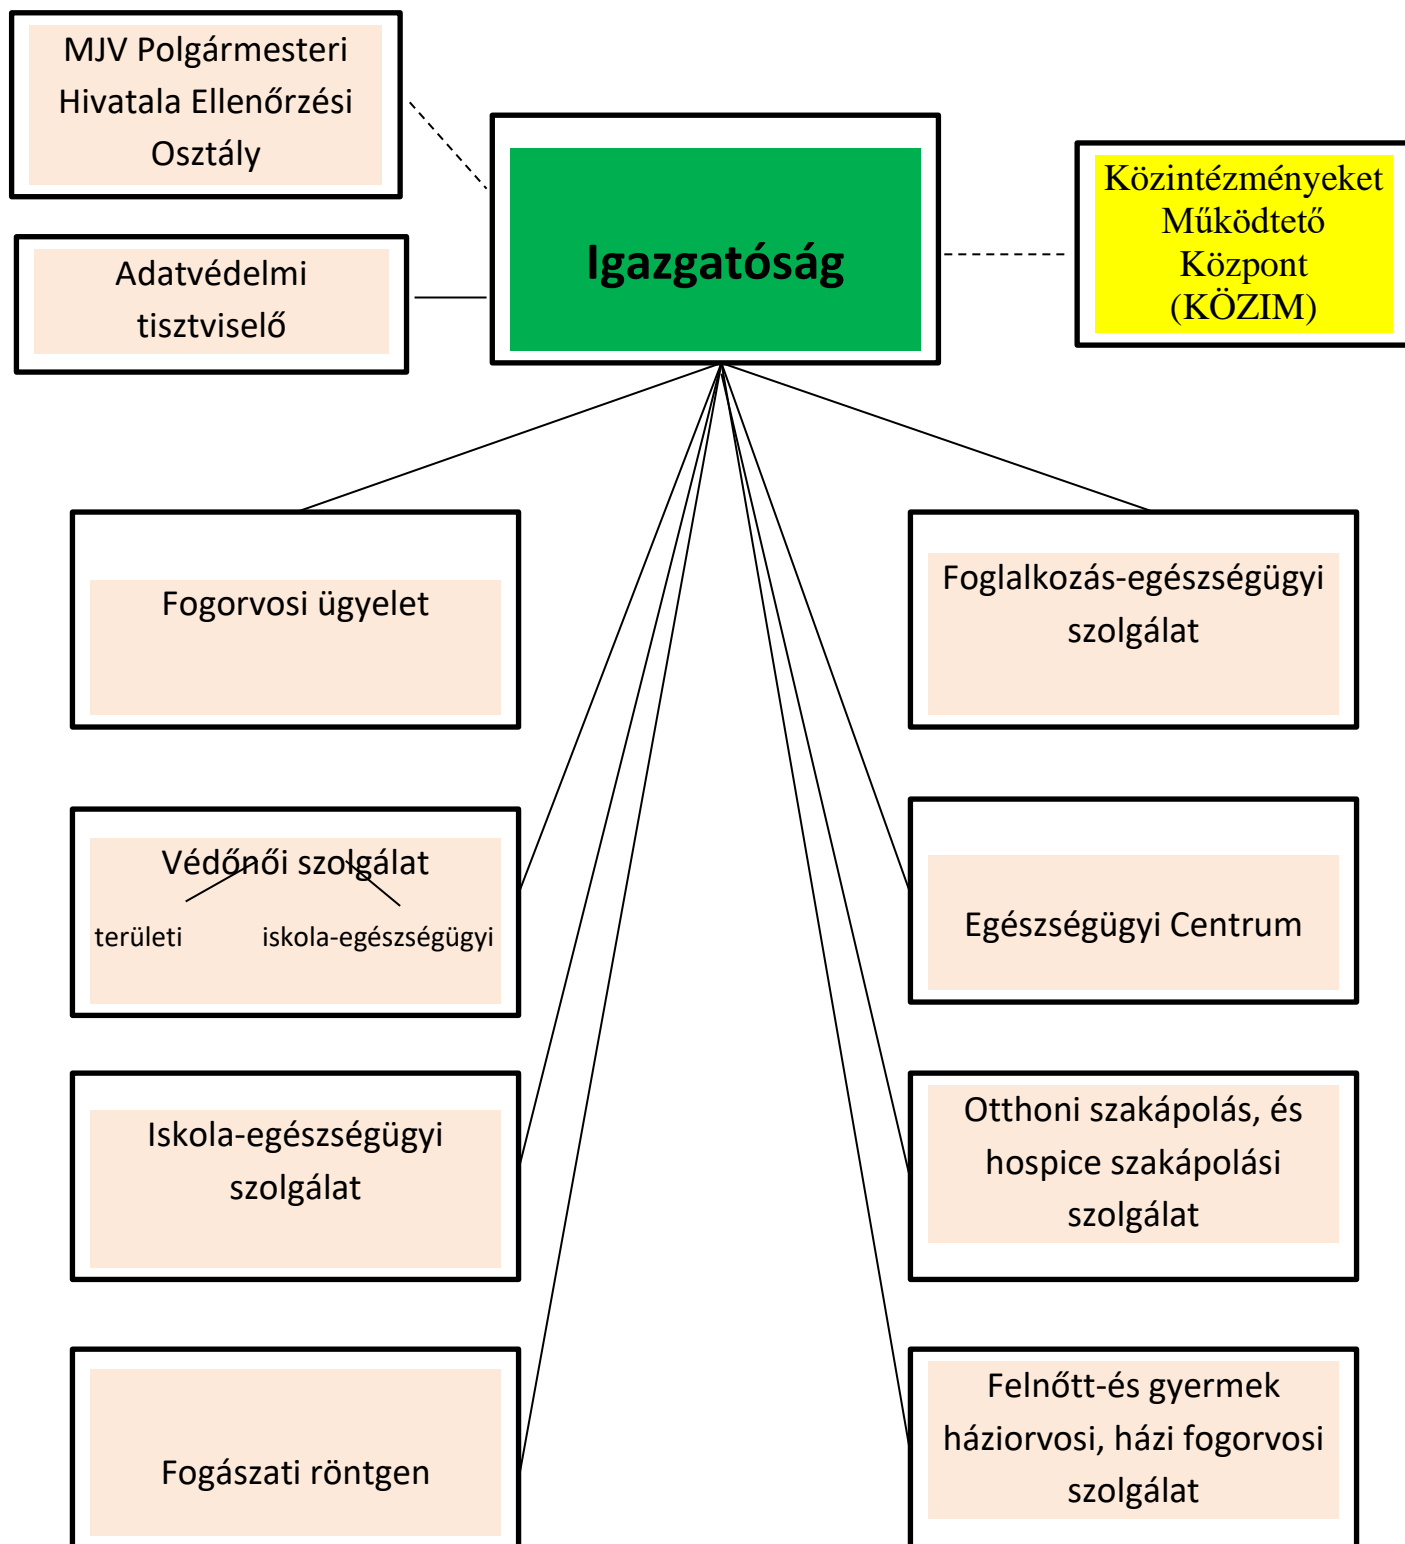 MJV Polgármesteri
Hivatala Ellenőrzési
Osztály
Adatvédelmi
tisztviselő
Igazgatóság
Közintézményeket
Működtető
Központ
(KÖZIM)
Fogorvosi ügyelet
Foglalkozás-egészségügyi
szolgálat
Védőnői szolgálat
területi
iskola-egészségügyi
Egészségügyi Centrum
Iskola-egészségügyi
szolgálat
Otthoni szakápolás, és
hospice szakápolási
szolgálat
Fogászati röntgen
Felnőtt-és gyermek
háziorvosi, házi fogorvosi
szolgálat